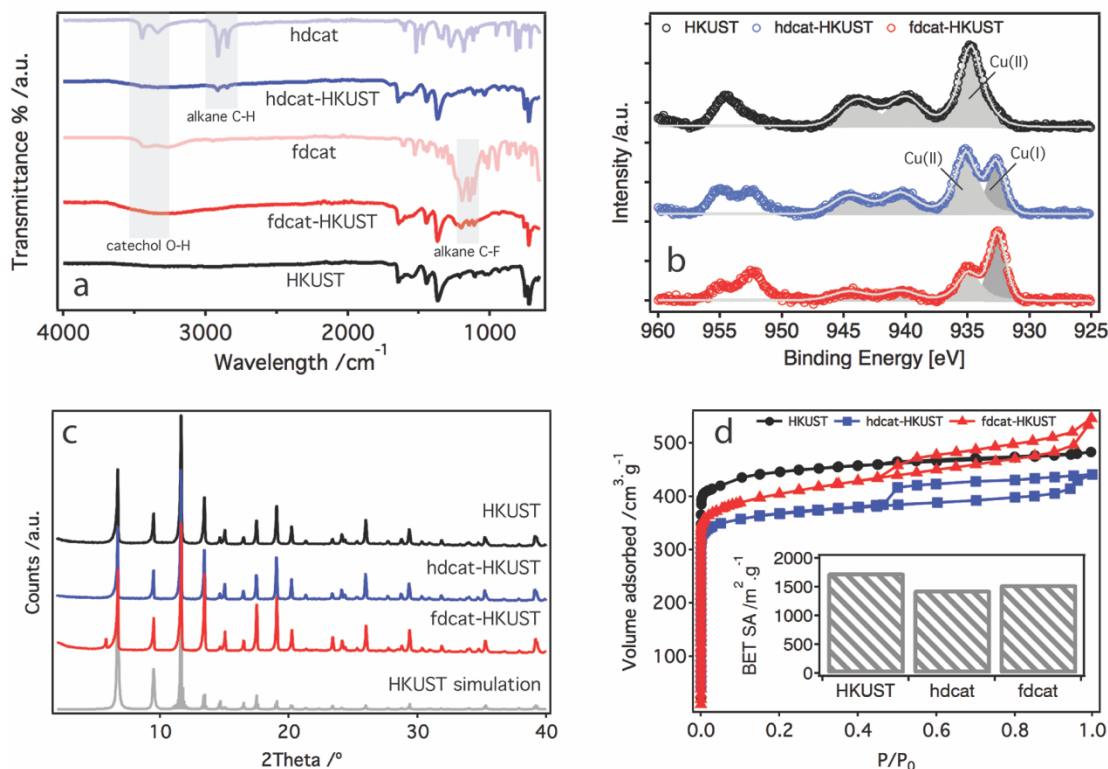 Transmittance % /a.u.
hdcat
hdcat-HKUST
alkane C-H
fdcat
fdcat-HKUST
catechol O-H
alkane C-F
HKUST
a
4000 3000 2000 1000
Wavelength /cm-1
HKUST hdcat-HKUST fdcat-HKUST
Intensity /a.u.
Cu(II)
Cu(II) Cu(I)
b
960 955 950 945 940 935 930 925
Binding Energy [eV]
Counts /a.u.
c
HKUST
hdcat-HKUST
fdcat-HKUST
HKUST simulation
10 20 30 40
2Theta /º
Volume adsorbed /cm3.g-1
d
HKUST hdcat-HKUST fdcat-HKUST
500
400
300
200
100
BET SA /m2.g-1
2000
1500
1000
500
0
HKUST hdcat fdcat
0.0 0.2 0.4 0.6 0.8 1.0
P/P0